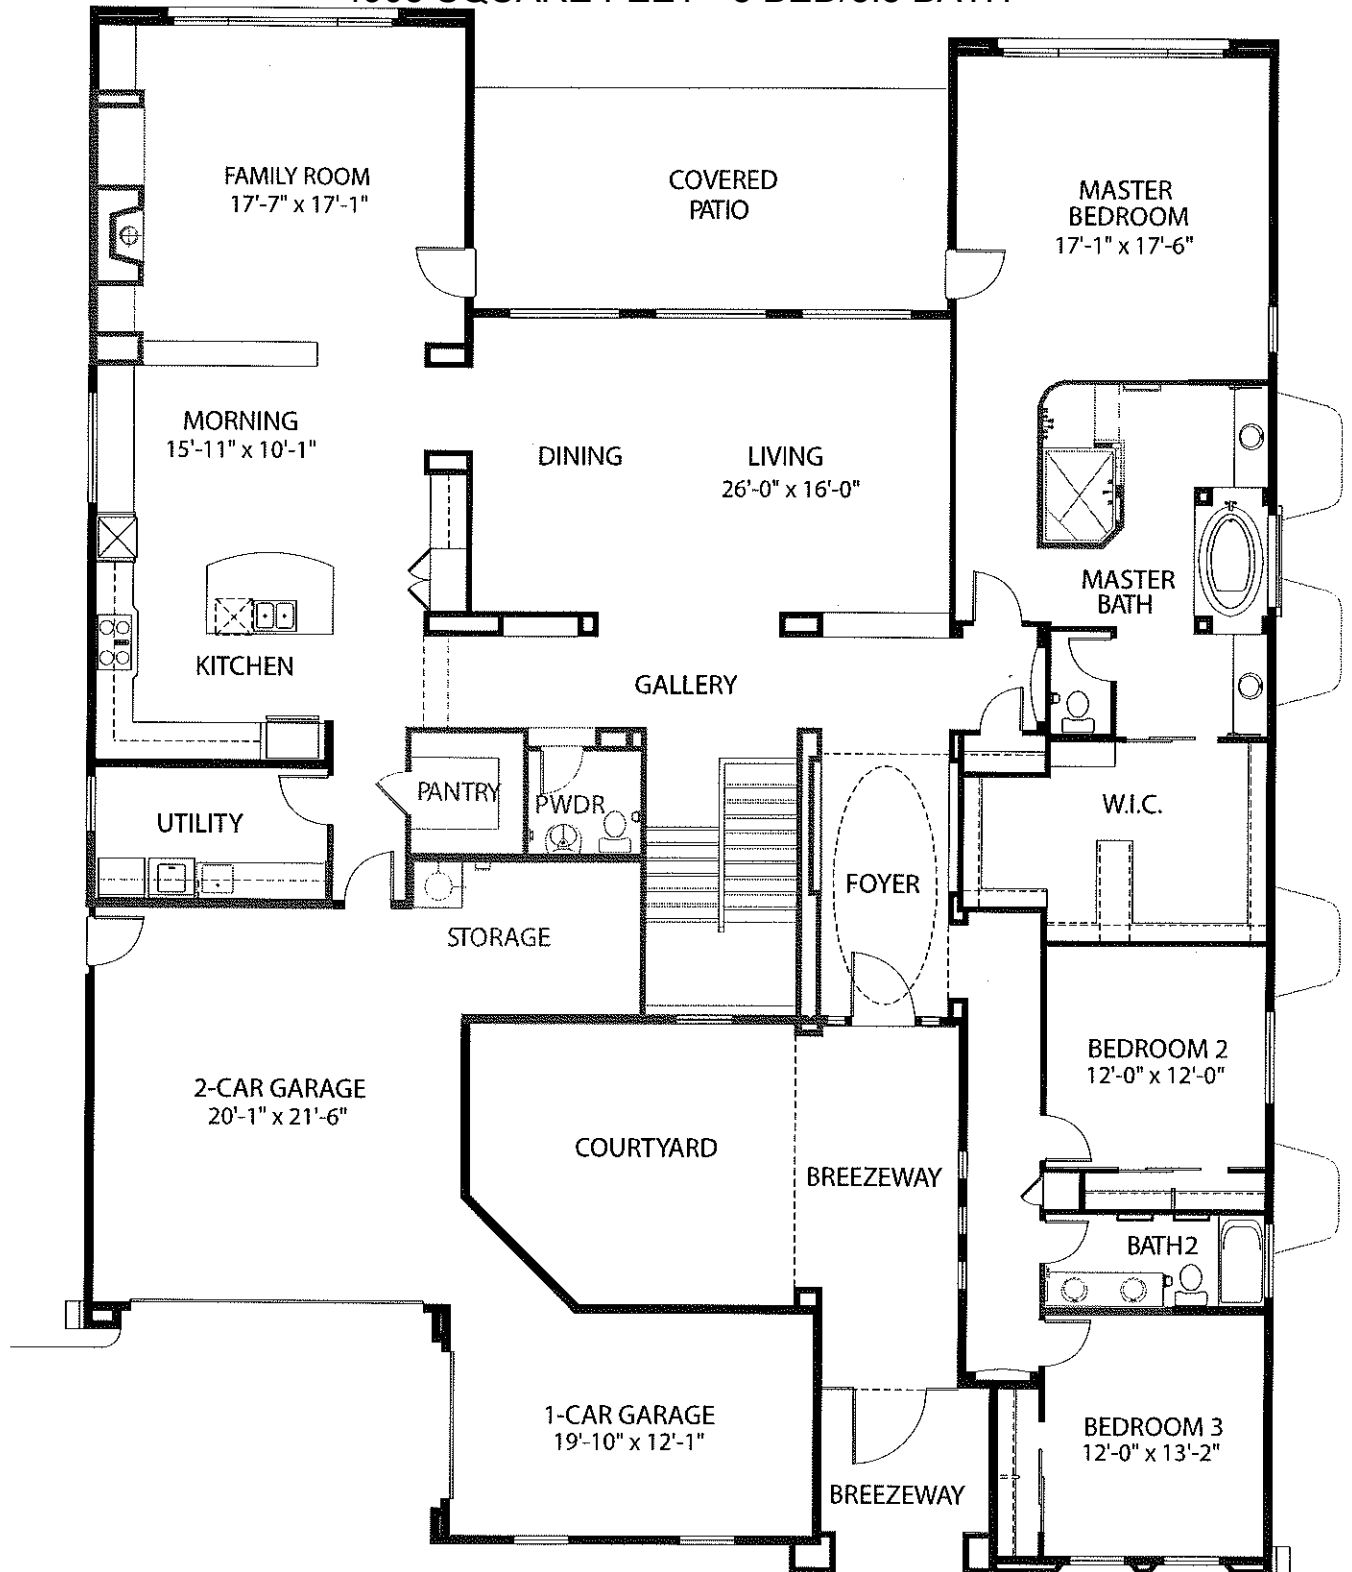 FAMILY ROOM
17'-7" x 17'-1"
COVERED
PATIO
MASTER
BEDROOM
17'-1" x 17'-6"
MORNING
15'-11" x 10'-1"
DINING
LIVING
26'-0" x 16'-0"
MASTER
BATH
KITCHEN
GALLERY
PANTRY
PWDR
UTILITY
W.I.C.
FOYER
STORAGE
BEDROOM 2
12'-0" x 12'-0"
2-CAR GARAGE
20'-1" x 21'-6"
COURTYARD
BREEZEWAY
BATH 2
1-CAR GARAGE
19'-10" x 12'-1"
BEDROOM 3
12'-0" x 13'-2"
BREEZEWAY